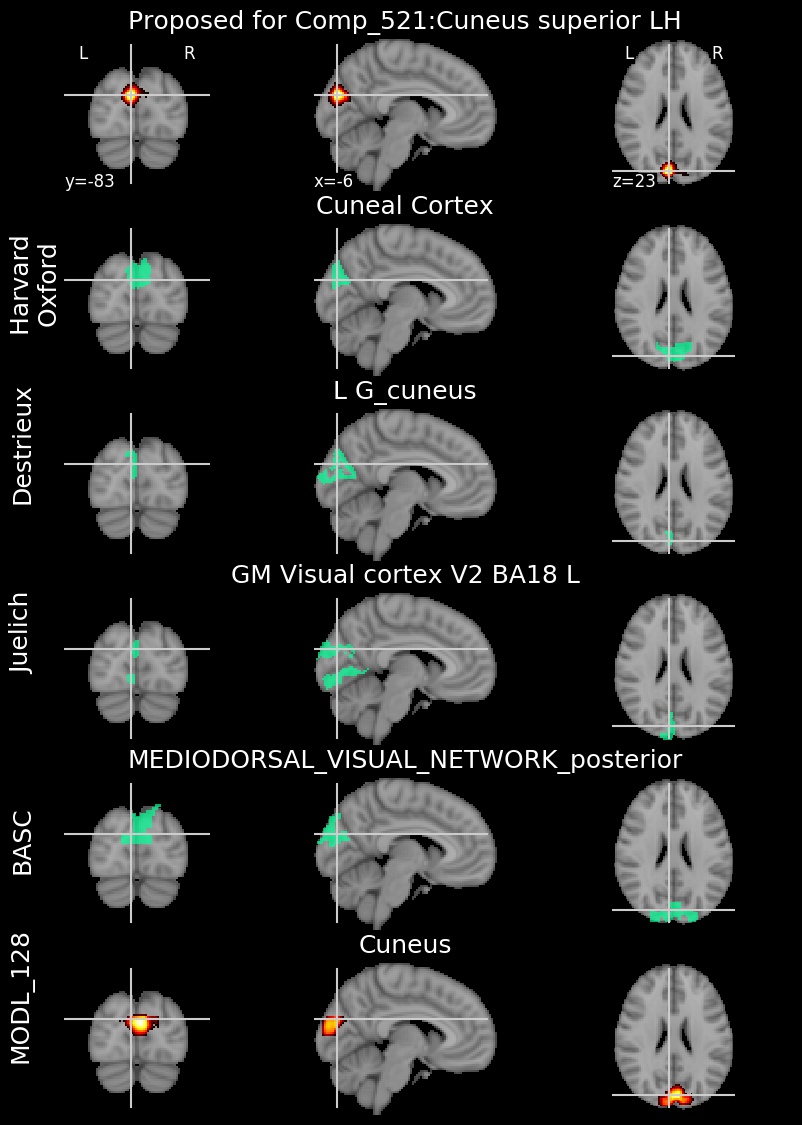 Proposed for Comp_521:Cuneus superior LH
L R L R
y=-83 x=-6 z=23
Cuneal Cortex
Harvard
Oxford
L G_cuneus
Destrieux
GM Visual cortex V2 BA18 L
Juelich
MEDIODORSAL_VISUAL_NETWORK_posterior
BASC
Cuneus
MODL_128